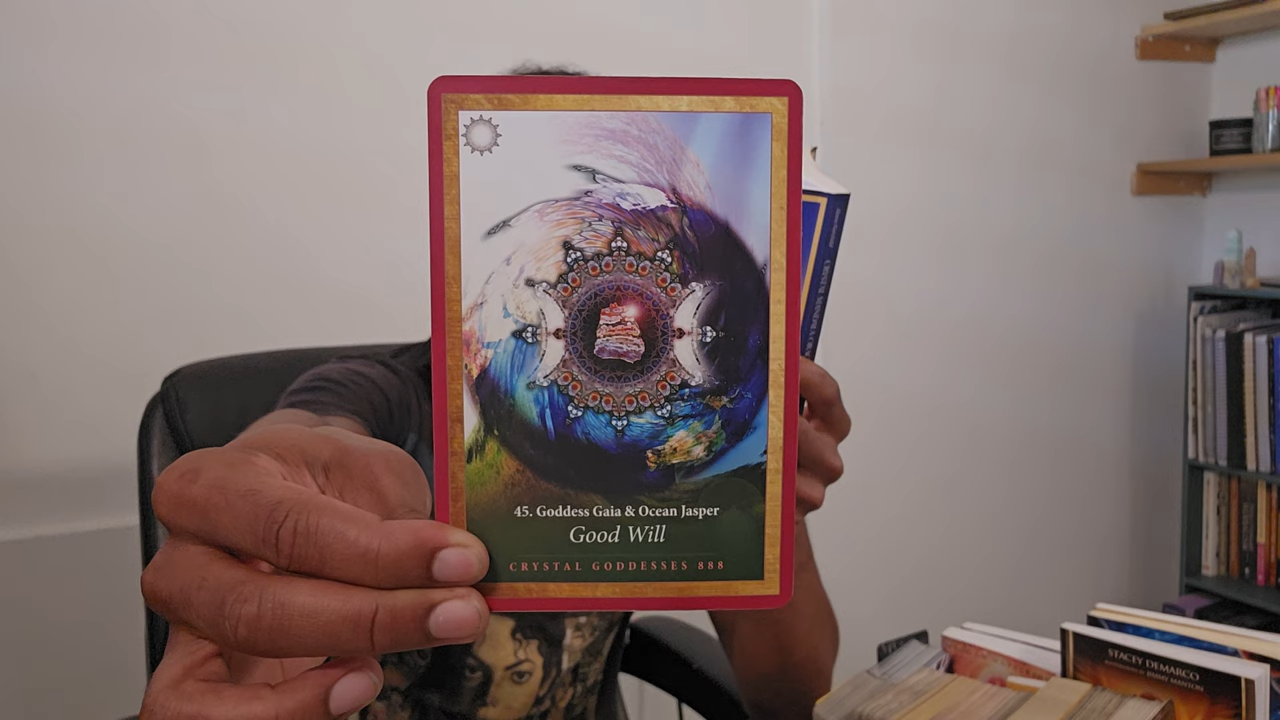 45. Goddess Gaia & Ocean Jasper
Good Will
CRYSTAL GODDESSES 888
STACEY DEMARCO